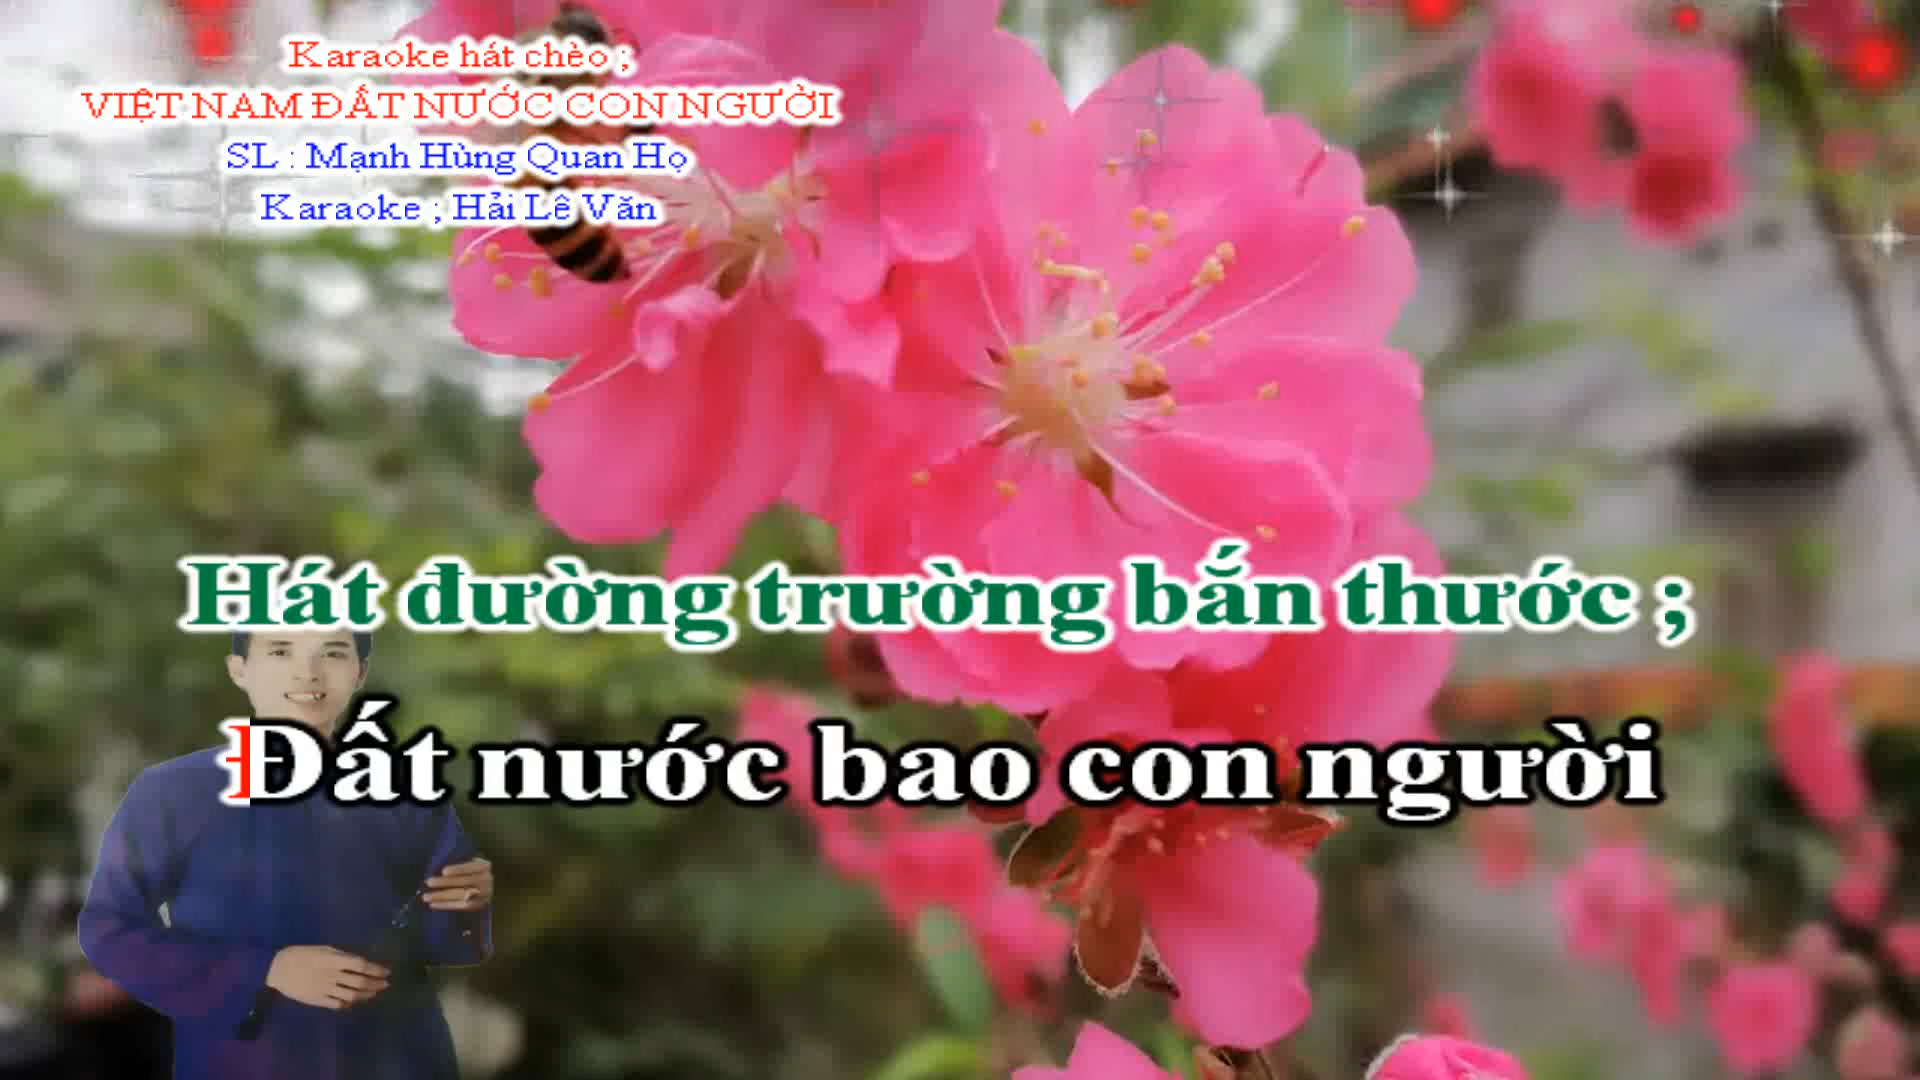 Karaoke hát chèo ;
VIỆT NAM ĐẤT NƯỚC CON NGƯỜI
SL : Mạnh Hùng Quan Họ
Karaoke ; Hải Lê Văn
Hát đường trường bắn thước ;
Đất nước bao con người